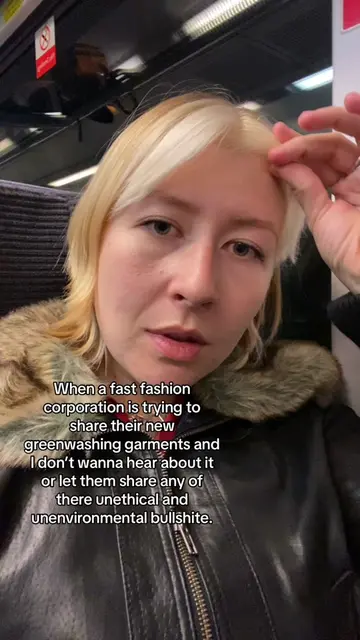 When a fast fashion
corporation is trying to
share their new
greenwashing garments and
I don't wanna hear about it
or let them share any of
there unethical and
unenvironmental bullshite.